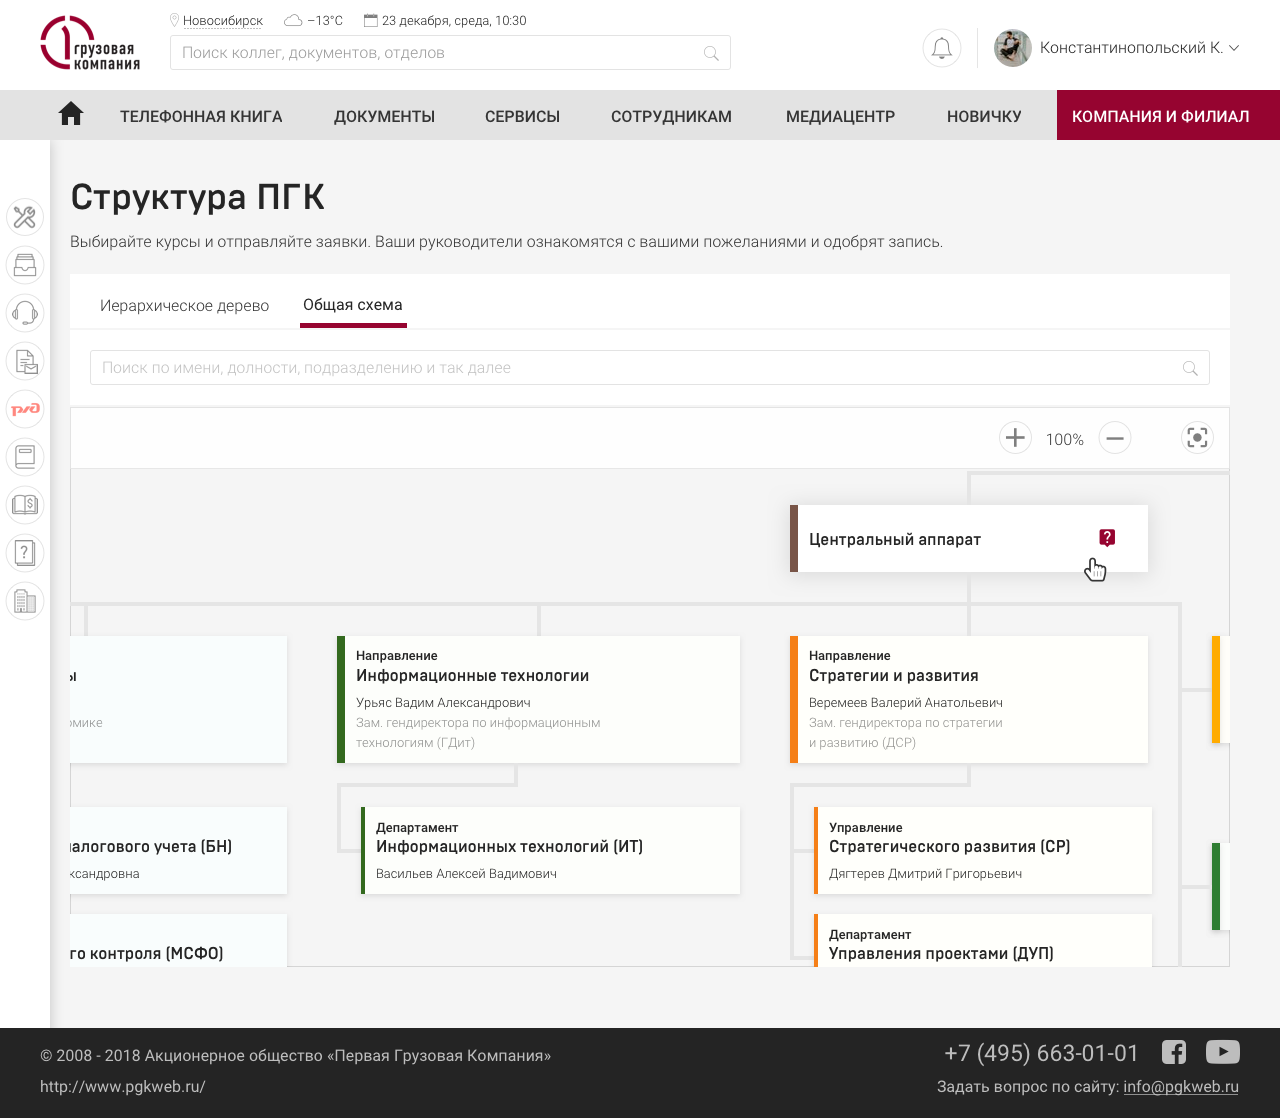 1 грузовая
компания
Новосибирск −13°C 23 декабря, среда, 10:30
Поиск коллег, документов, отделов
Константинопольский К.
ТЕЛЕФОННАЯ КНИГА ДОКУМЕНТЫ СЕРВИСЫ СОТРУДНИКАМ МЕДИАЦЕНТР НОВИЧКУ КОМПАНИЯ И ФИЛИАЛ
Структура ПГК
Выбирайте курсы и отправляйте заявки. Ваши руководители ознакомятся с вашими пожеланиями и одобрят запись.
Иерархическое дерево Общая схема
Поиск по имени, долности, подразделению и так далее
100%
Центральный аппарат
ы
омике
Направление
Информационные технологии
Урьяс Вадим Александрович
Зам. гендиректора по информационным
технологиям (ГДит)
Направление
Стратегии и развития
Веремеев Валерий Анатольевич
Зам. гендиректора по стратегии
и развитию (ДСР)
налогового учета (БН)
ксандровна
Департамент
Информационных технологий (ИТ)
Васильев Алексей Вадимович
Управление
Стратегического развития (СР)
Дягтерев Дмитрий Григорьевич
го контроля (МСФО)
Департамент
Управления проектами (ДУП)
© 2008 - 2018 Акционерное общество «Первая Грузовая Компания»
http://www.pgkweb.ru/
+7 (495) 663-01-01
Задать вопрос по сайту: info@pgkweb.ru